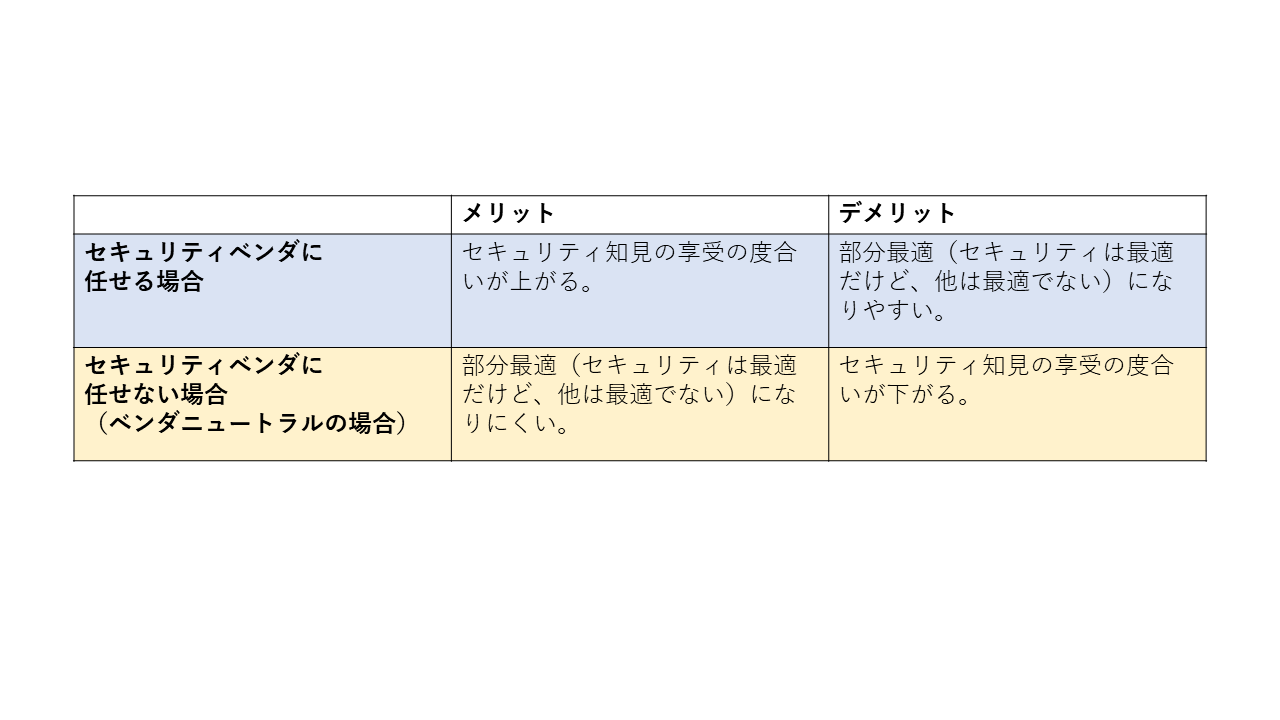 メリット
デメリット
セキュリティベンダに
任せる場合
セキュリティ知見の享受の度合
いが上がる。
部分最適（セキュリティは最適
だけど、他は最適でない）にな
りやすい。
セキュリティベンダに
任せない場合
（ベンダニュートラルの場合）
部分最適（セキュリティは最適
だけど、他は最適でない）にな
りにくい。
セキュリティ知見の享受の度合
いが下がる。